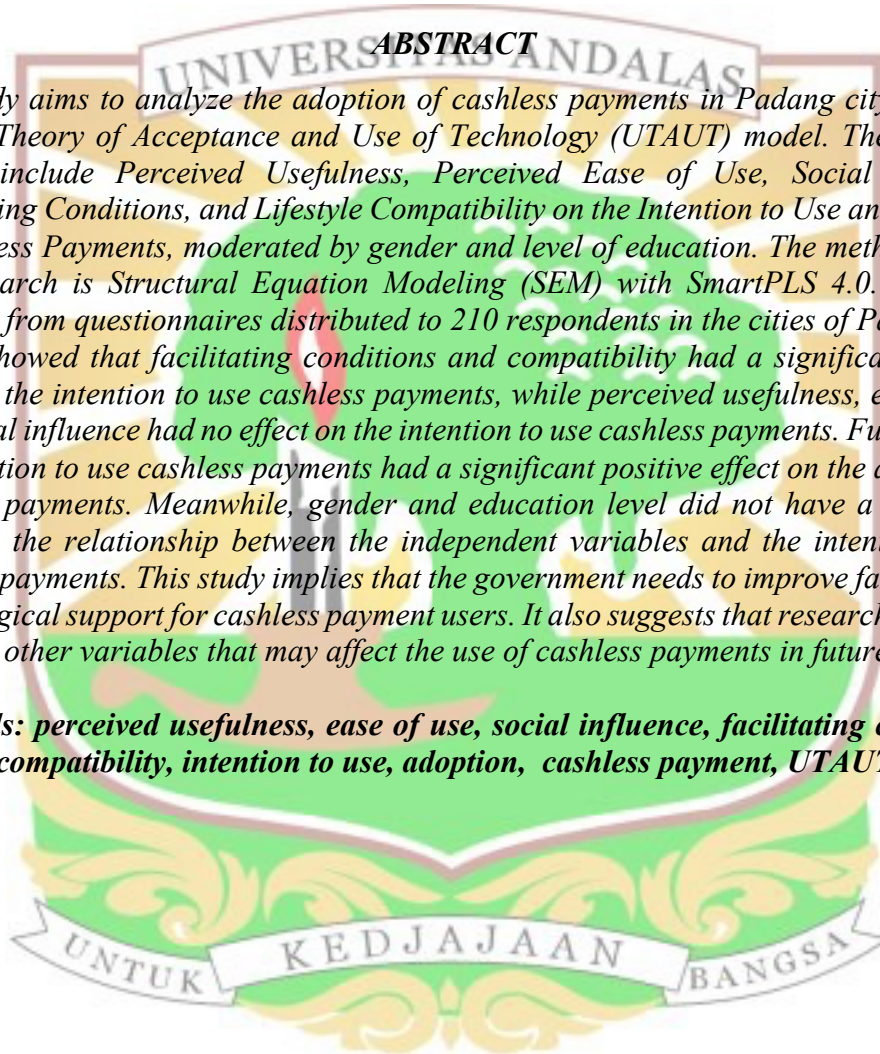 UNIVERSITAS ANDALAS
ABSTRACT
dy aims to analyze the adoption of cashless payments in Padang city
Theory of Acceptance and Use of Technology (UTAUT) model. The
include Perceived Usefulness, Perceived Ease of Use, Social
ing Conditions, and Lifestyle Compatibility on the Intention to Use an
ess Payments, moderated by gender and level of education. The meth
arch is Structural Equation Modeling (SEM) with SmartPLS 4.0.
from questionnaires distributed to 210 respondents in the cities of Pa
howed that facilitating conditions and compatibility had a significa
the intention to use cashless payments, while perceived usefulness, e
al influence had no effect on the intention to use cashless payments. Fu
tion to use cashless payments had a significant positive effect on the a
payments. Meanwhile, gender and education level did not have a
the relationship between the independent variables and the inten
payments. This study implies that the government needs to improve fa
gical support for cashless payment users. It also suggests that research
other variables that may affect the use of cashless payments in future
ls: perceived usefulness, ease of use, social influence, facilitating c
compatibility, intention to use, adoption, cashless payment, UTAUT
UNTUK KEDJAJAAN BANGSA